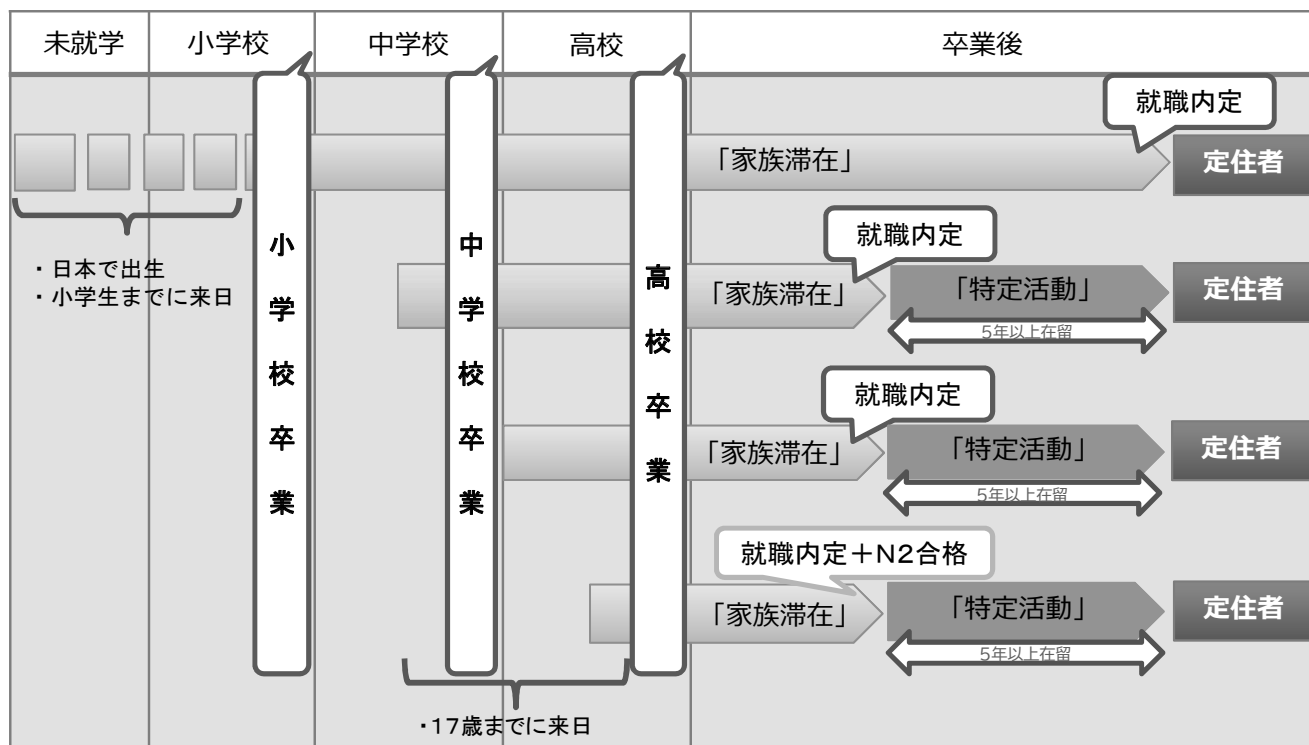 未就学 小学校 中学校 高校 卒業後
就職内定
「家族滞在」 定住者
・日本で出生
・小学生までに来日
小学校卒業
中学校卒業
高校卒業
就職内定
「家族滞在」 「特定活動」 定住者
5年以上在留
就職内定
「家族滞在」 「特定活動」 定住者
5年以上在留
就職内定＋N2合格
「家族滞在」 「特定活動」 定住者
5年以上在留
・17歳までに来日